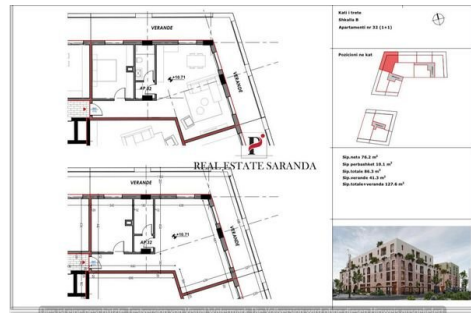 VERANDE
VERANDE
AP.32
+10.71
REAL ESTATE SARANDA
VERANDE
VERANDE
AP.32
+10.71
Kati i trete
Shkalla B
Apartamenti nr 32 (1+1)
Pozicioni ne kat
Sip.neto 76.2 m²
Sip perbashket 10.1 m²
Sip.totale 86.3 m²
Sip.verande 41.3 m²
Sip.totale+veranda 127.6 m²